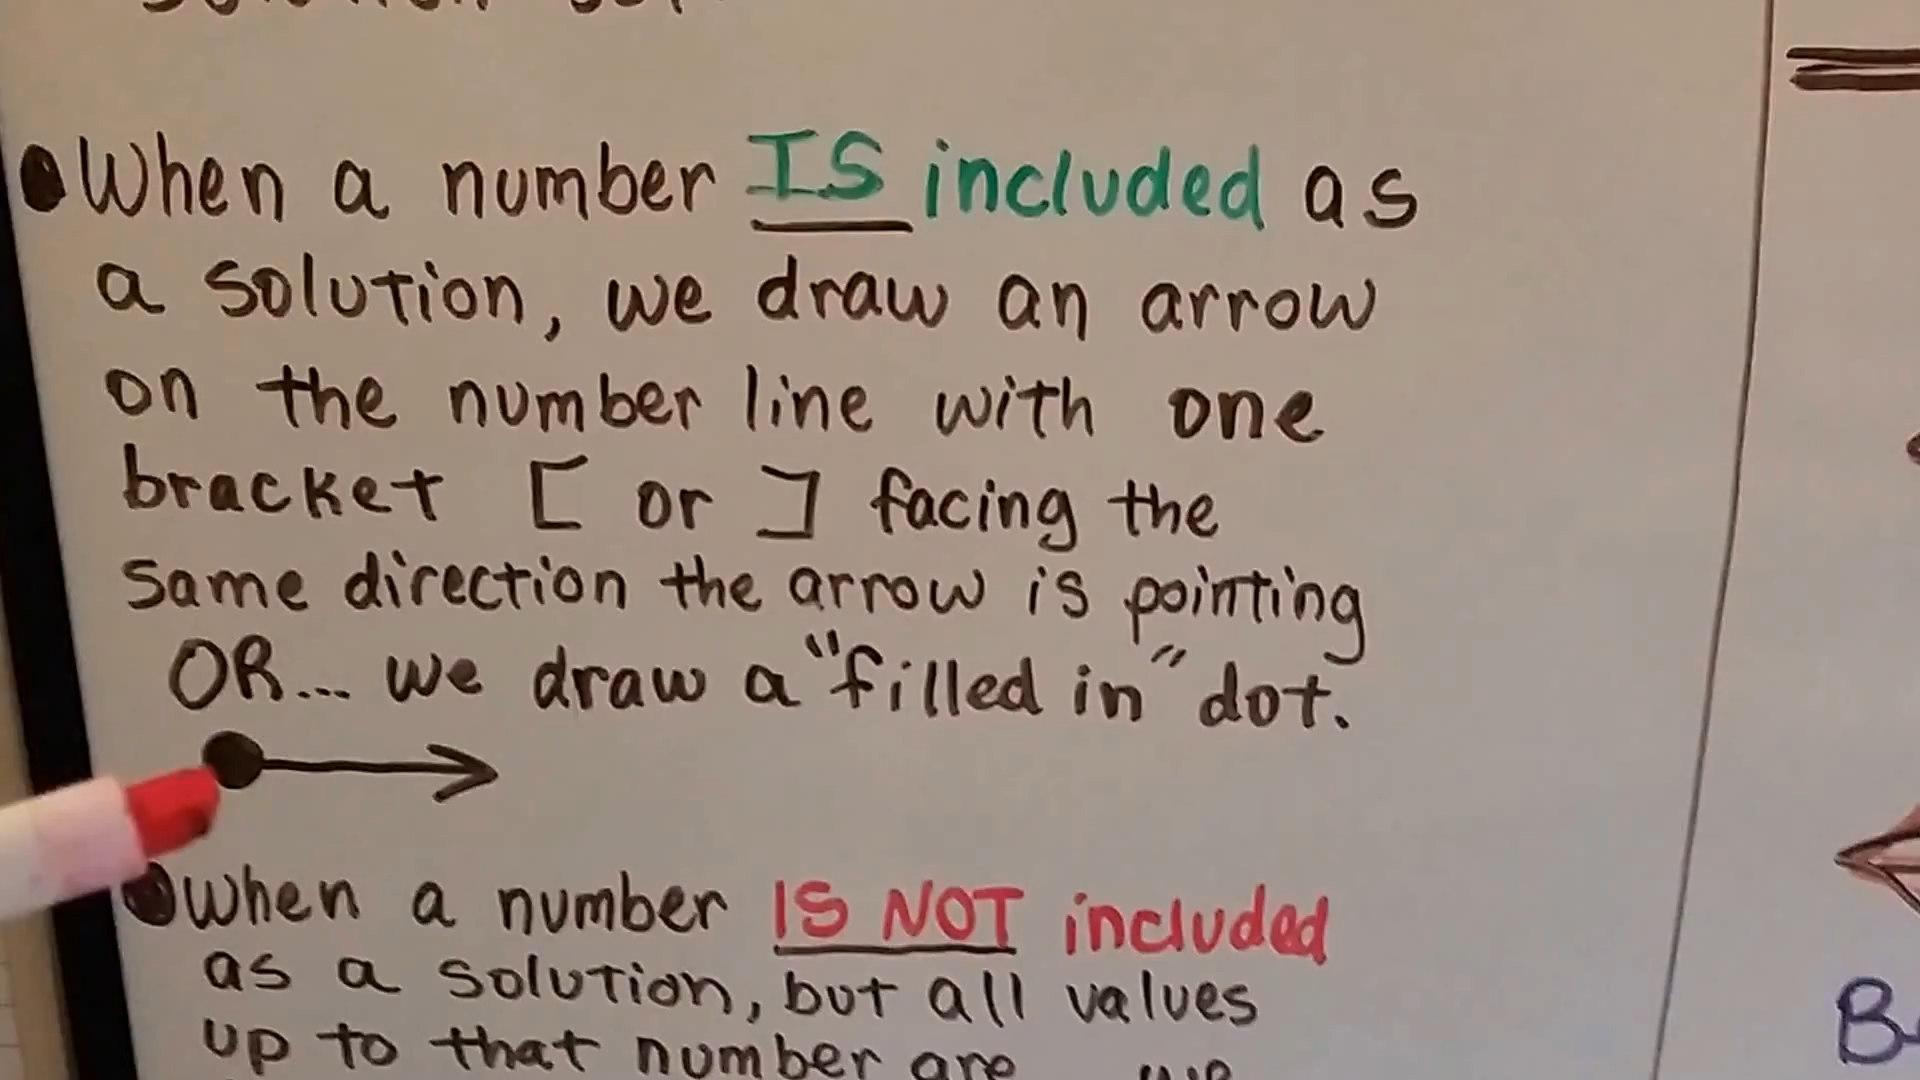 When a number IS included as
a solution, we draw an arrow
on the number line with one
bracket [ or ] facing the
same direction the arrow is pointing
OR... we draw a "filled in" dot.
When a number IS NOT included
as a solution, but all values
up to that number are we